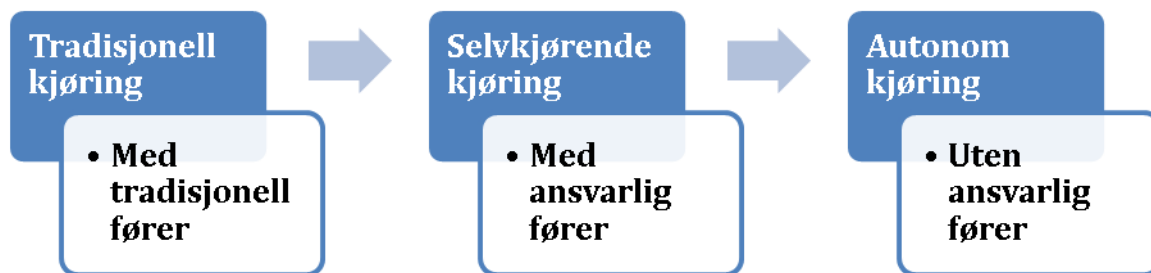 Tradisjonell
kjøring
• Med
tradisjonell
fører
Selvkjørende
kjøring
• Med
ansvarlig
fører
Autonom
kjøring
• Uten
ansvarlig
fører